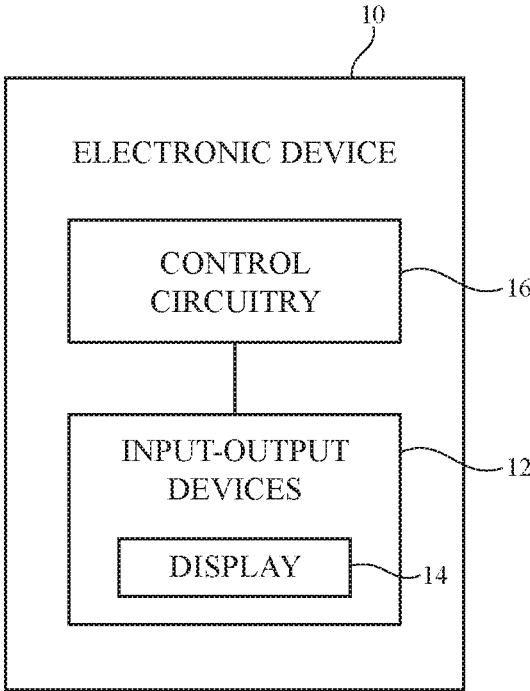 10
ELECTRONIC DEVICE
CONTROL
CIRCUITRY
16
INPUT-OUTPUT
DEVICES
12
DISPLAY
14